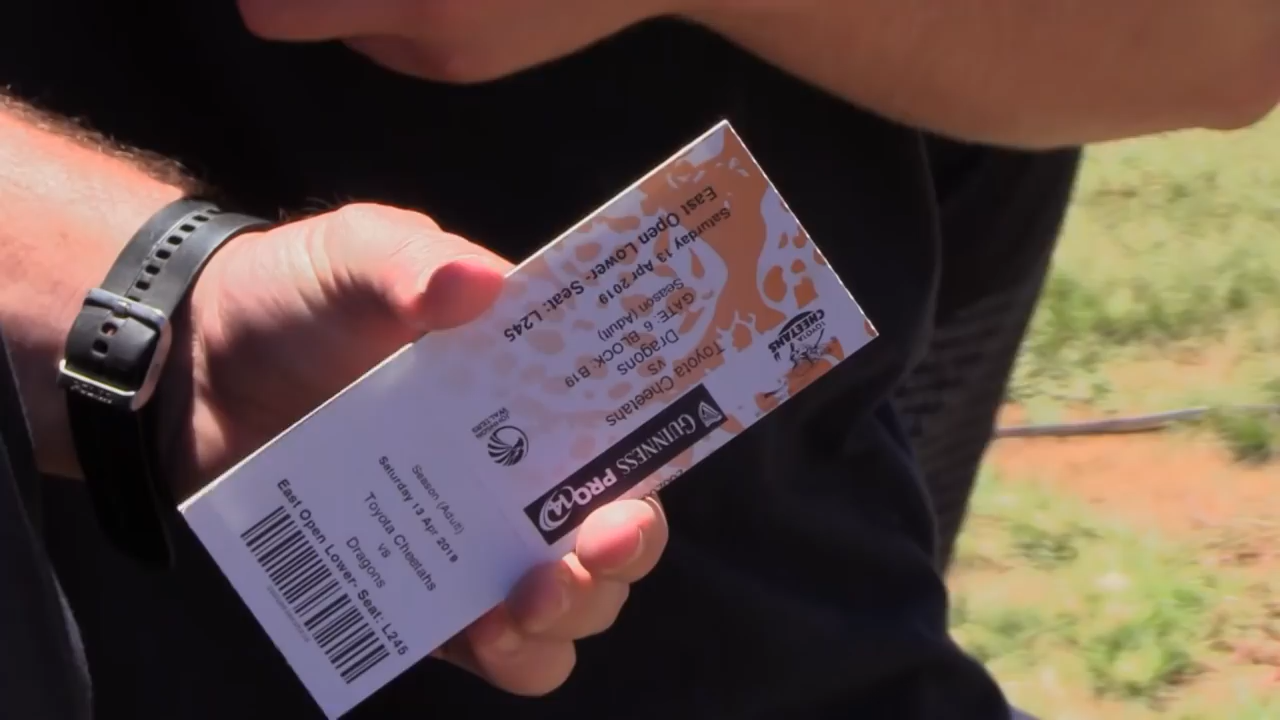 GUINNESS PRO14
TOYOTA
CHEETAHS
Toyota Cheetahs
vs
Dragons
GATE: 6 BLOCK: B19
Season (Adult)
Saturday 13 Apr 2019
East Open Lower- Seat: L245
Season (Adult)
Saturday 13 Apr 2019
Toyota Cheetahs
vs
Dragons
East Open Lower- Seat: L245